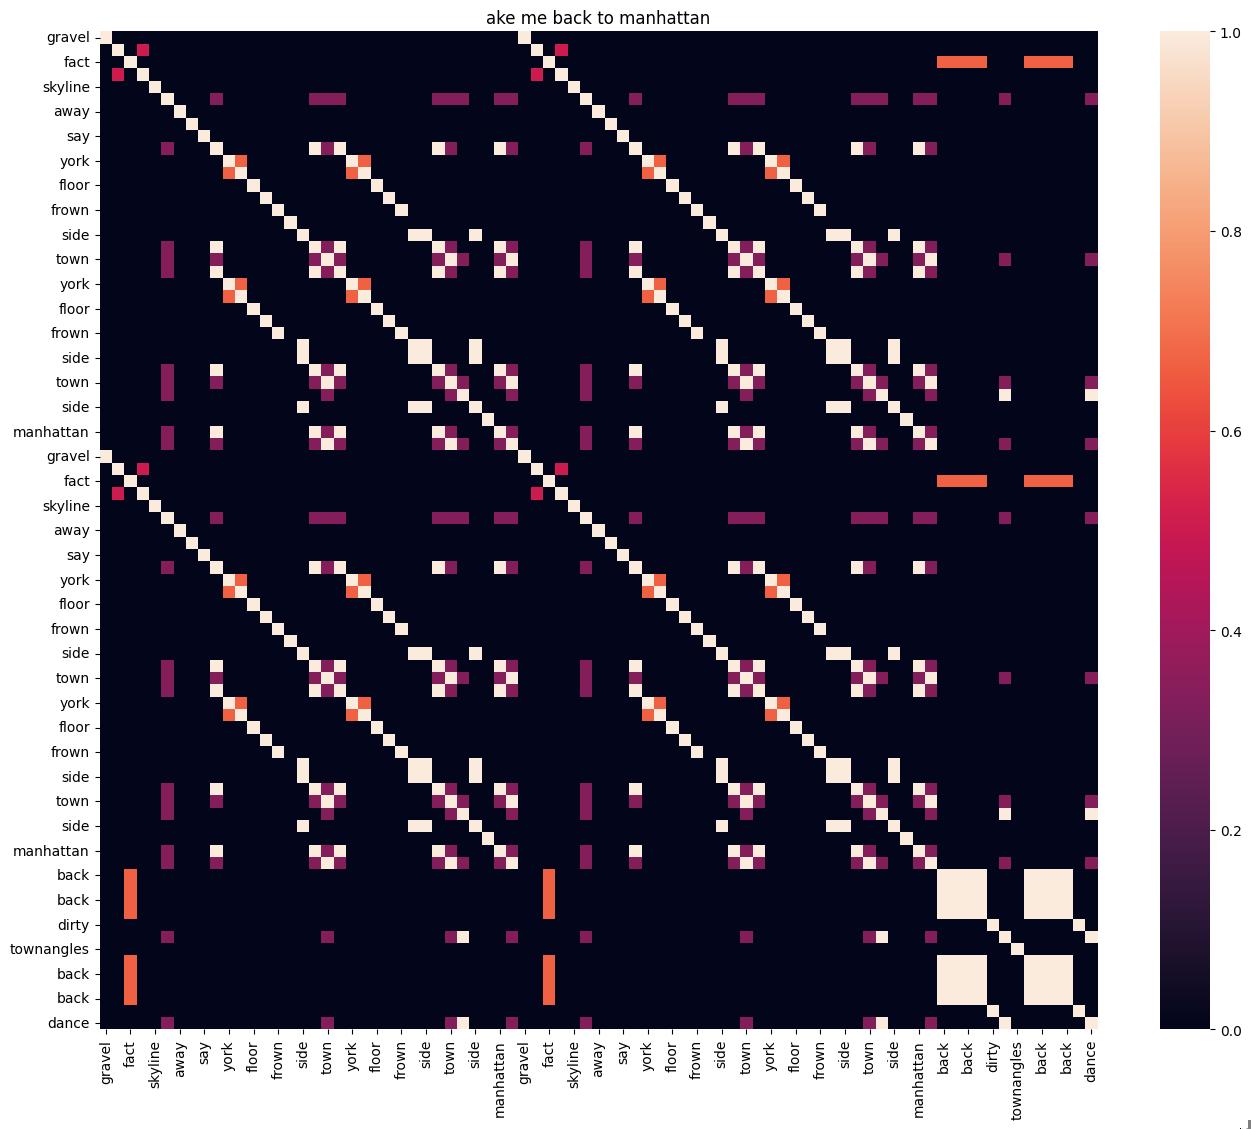 ake me back to manhattan
gravel
fact
skyline
away
say
york
floor
frown
side
town
york
floor
frown
side
town
side
manhattan
gravel
fact
skyline
away
say
york
floor
frown
side
town
york
floor
frown
side
town
side
manhattan
back
back
dirty
townangles
back
back
dance
gravel
fact
skyline
away
say
york
floor
frown
side
town
york
floor
frown
side
town
side
manhattan
gravel
fact
skyline
away
say
york
floor
frown
side
town
york
floor
frown
side
town
side
manhattan
back
back
dirty
townangles
back
back
dance
1.0
0.8
0.6
0.4
0.2
0.0